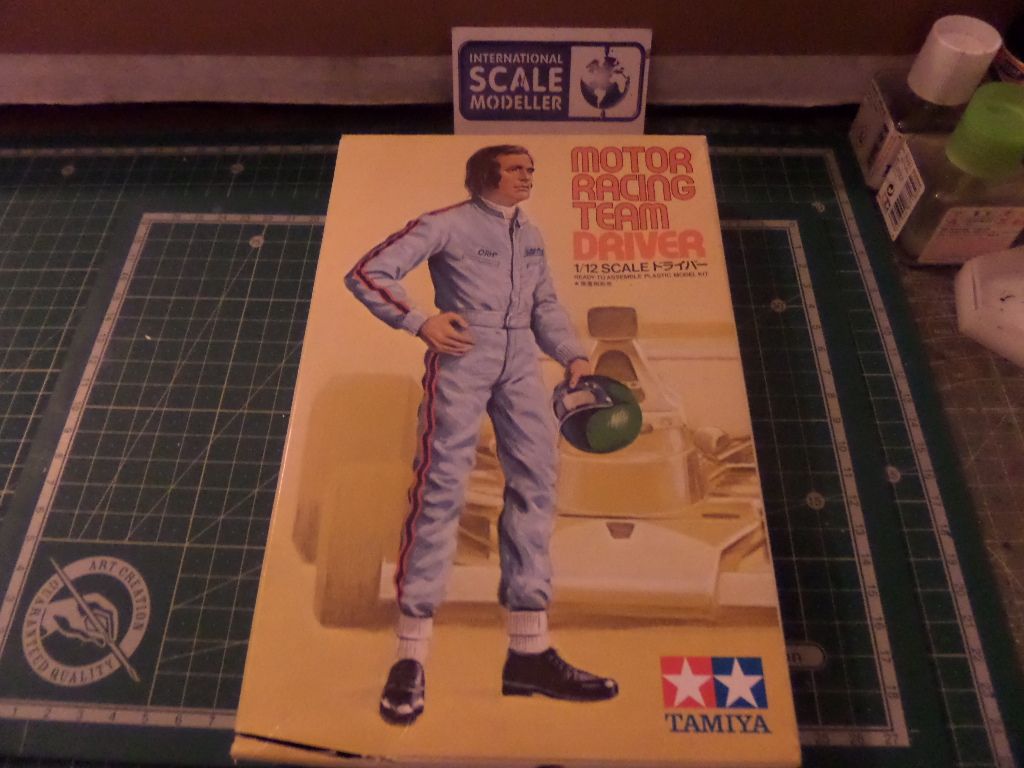 INTERNATIONAL
SCALE
MODELLER
MOTOR
RACING
TEAM
DRIVER
1/12 SCALE ドライバー
READY TO ASSEMBLE PLASTIC MODEL KIT
TAMIYA
ART CREATION
GUARANTEED QUALITY